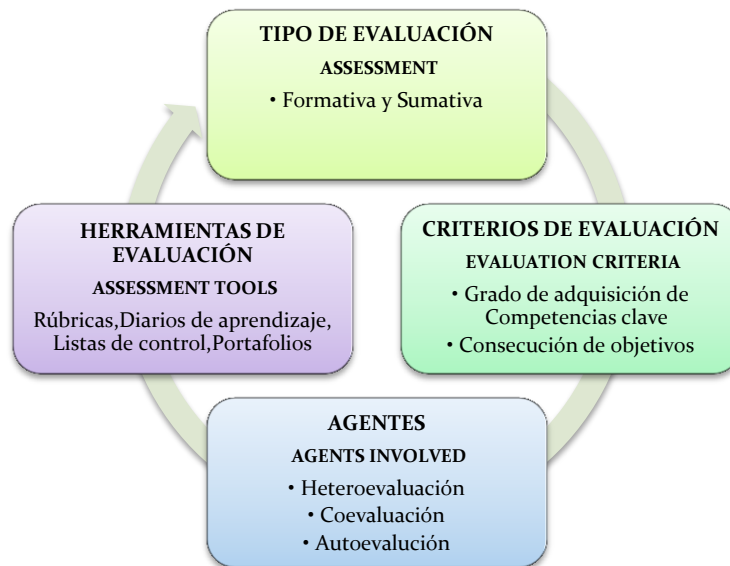 TIPO DE EVALUACIÓN
ASSESSMENT
• Formativa y Sumativa
HERRAMIENTAS DE
EVALUACIÓN
ASSESSMENT TOOLS
Rúbricas,Diarios de aprendizaje,
Listas de control,Portafolios
CRITERIOS DE EVALUACIÓN
EVALUATION CRITERIA
• Grado de adquisición de
Competencias clave
• Consecución de objetivos
AGENTES
AGENTS INVOLVED
• Heteroevaluación
• Coevaluación
• Autoevalución